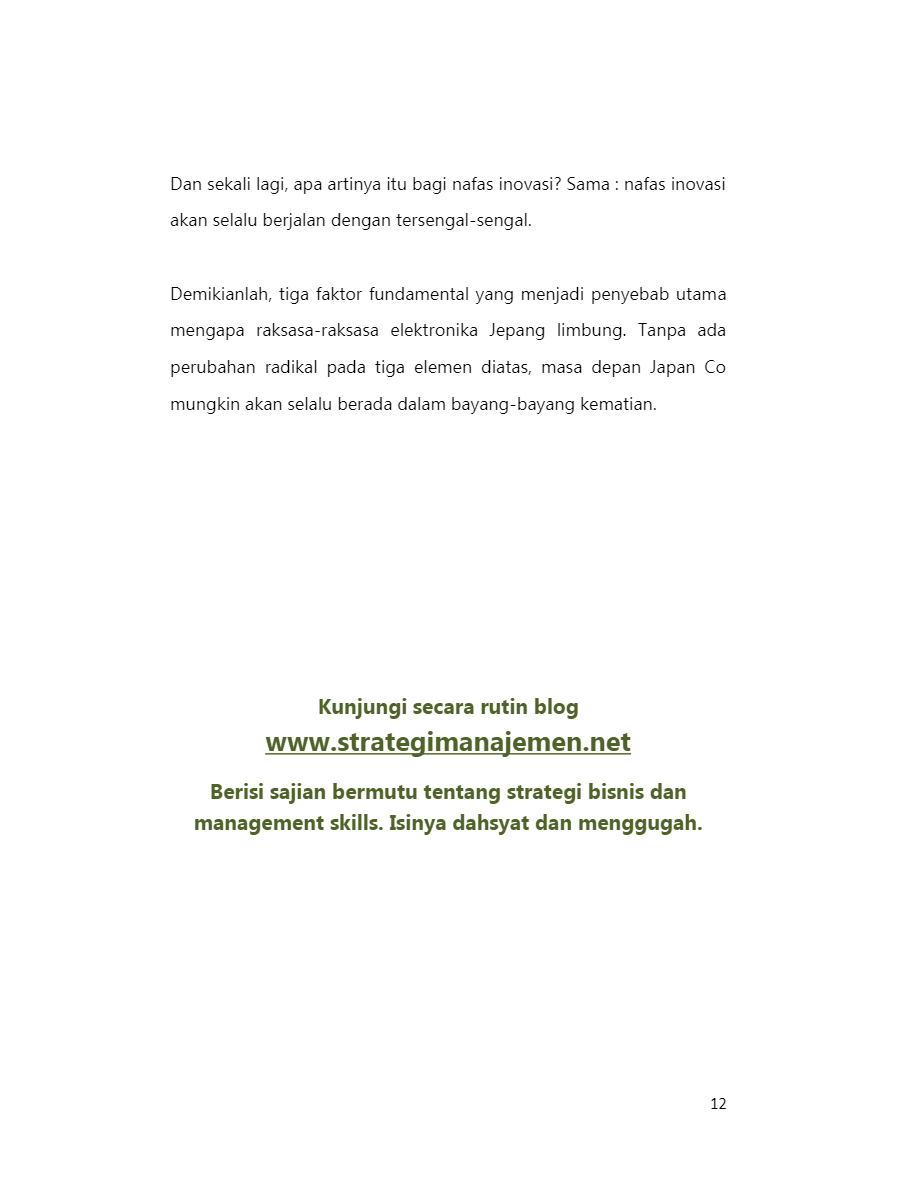 Dan sekali lagi, apa artinya itu bagi nafas inovasi? Sama : nafas inovasi
akan selalu berjalan dengan tersengal-sengal.
Demikianlah, tiga faktor fundamental yang menjadi penyebab utama
mengapa raksasa-raksasa elektronika Jepang limbung. Tanpa ada
perubahan radikal pada tiga elemen diatas, masa depan Japan Co
mungkin akan selalu berada dalam bayang-bayang kematian.
Kunjungi secara rutin blog
www.strategimanajemen.net
Berisi sajian bermutu tentang strategi bisnis dan
management skills. Isinya dahsyat dan menggugah.
12